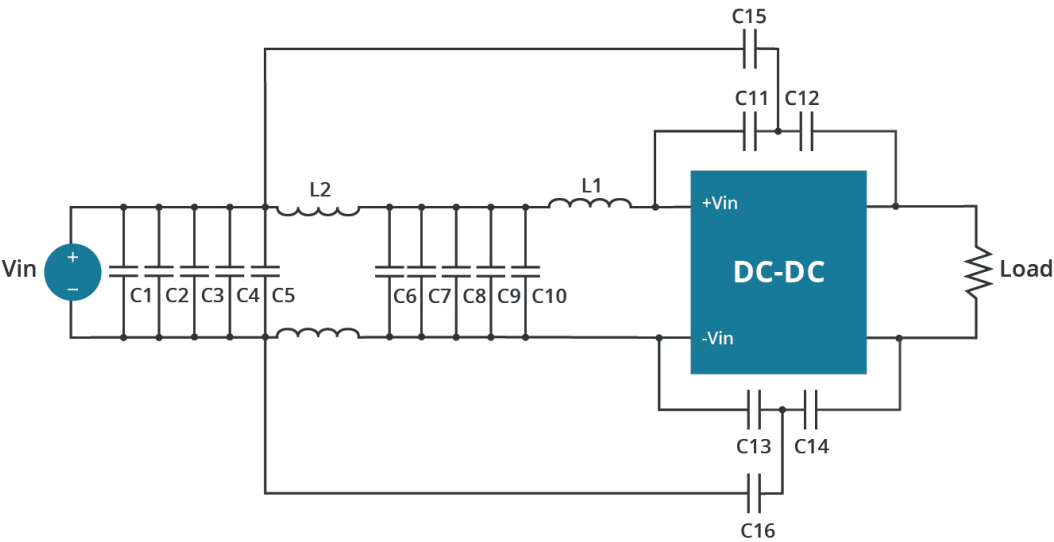 C15
C11 C12
L2
L1
+Vin
Vin
+
−
DC-DC
Load
C1 C2 C3 C4 C5
C6 C7 C8 C9 C10
-Vin
C13 C14
C16